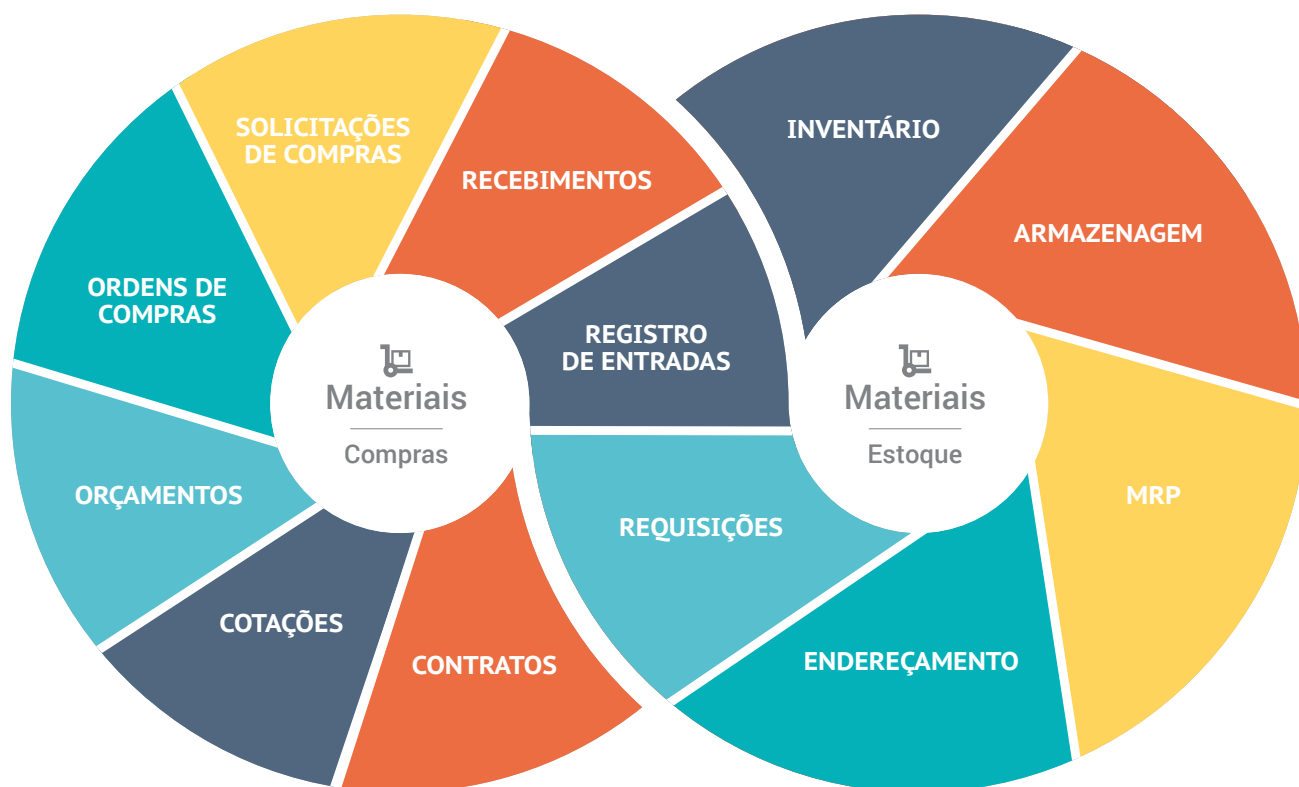 SOLICITAÇÕES
DE COMPRAS
RECEBIMENTOS
ORDENS DE
COMPRAS
REGISTRO
DE ENTRADAS
Materiais
Compras
ORÇAMENTOS
COTAÇÕES
CONTRATOS
INVENTÁRIO
ARMAZENAGEM
Materiais
Estoque
MRP
REQUISIÇÕES
ENDEREÇAMENTO